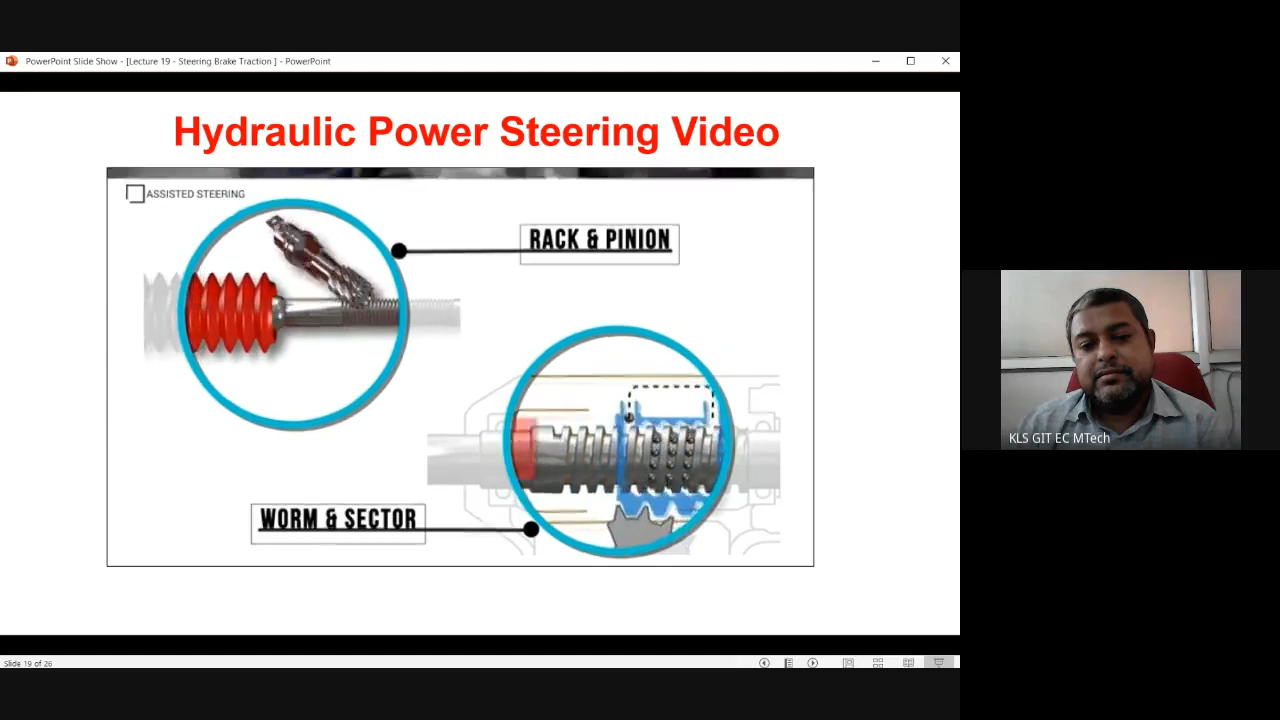 PowerPoint Slide Show - [Lecture 19 - Steering Brake Traction ] - PowerPoint
Hydraulic Power Steering Video
ASSISTED STEERING
RACK & PINION
WORM & SECTOR
KLS GIT EC MTech
Slide 19 of 26